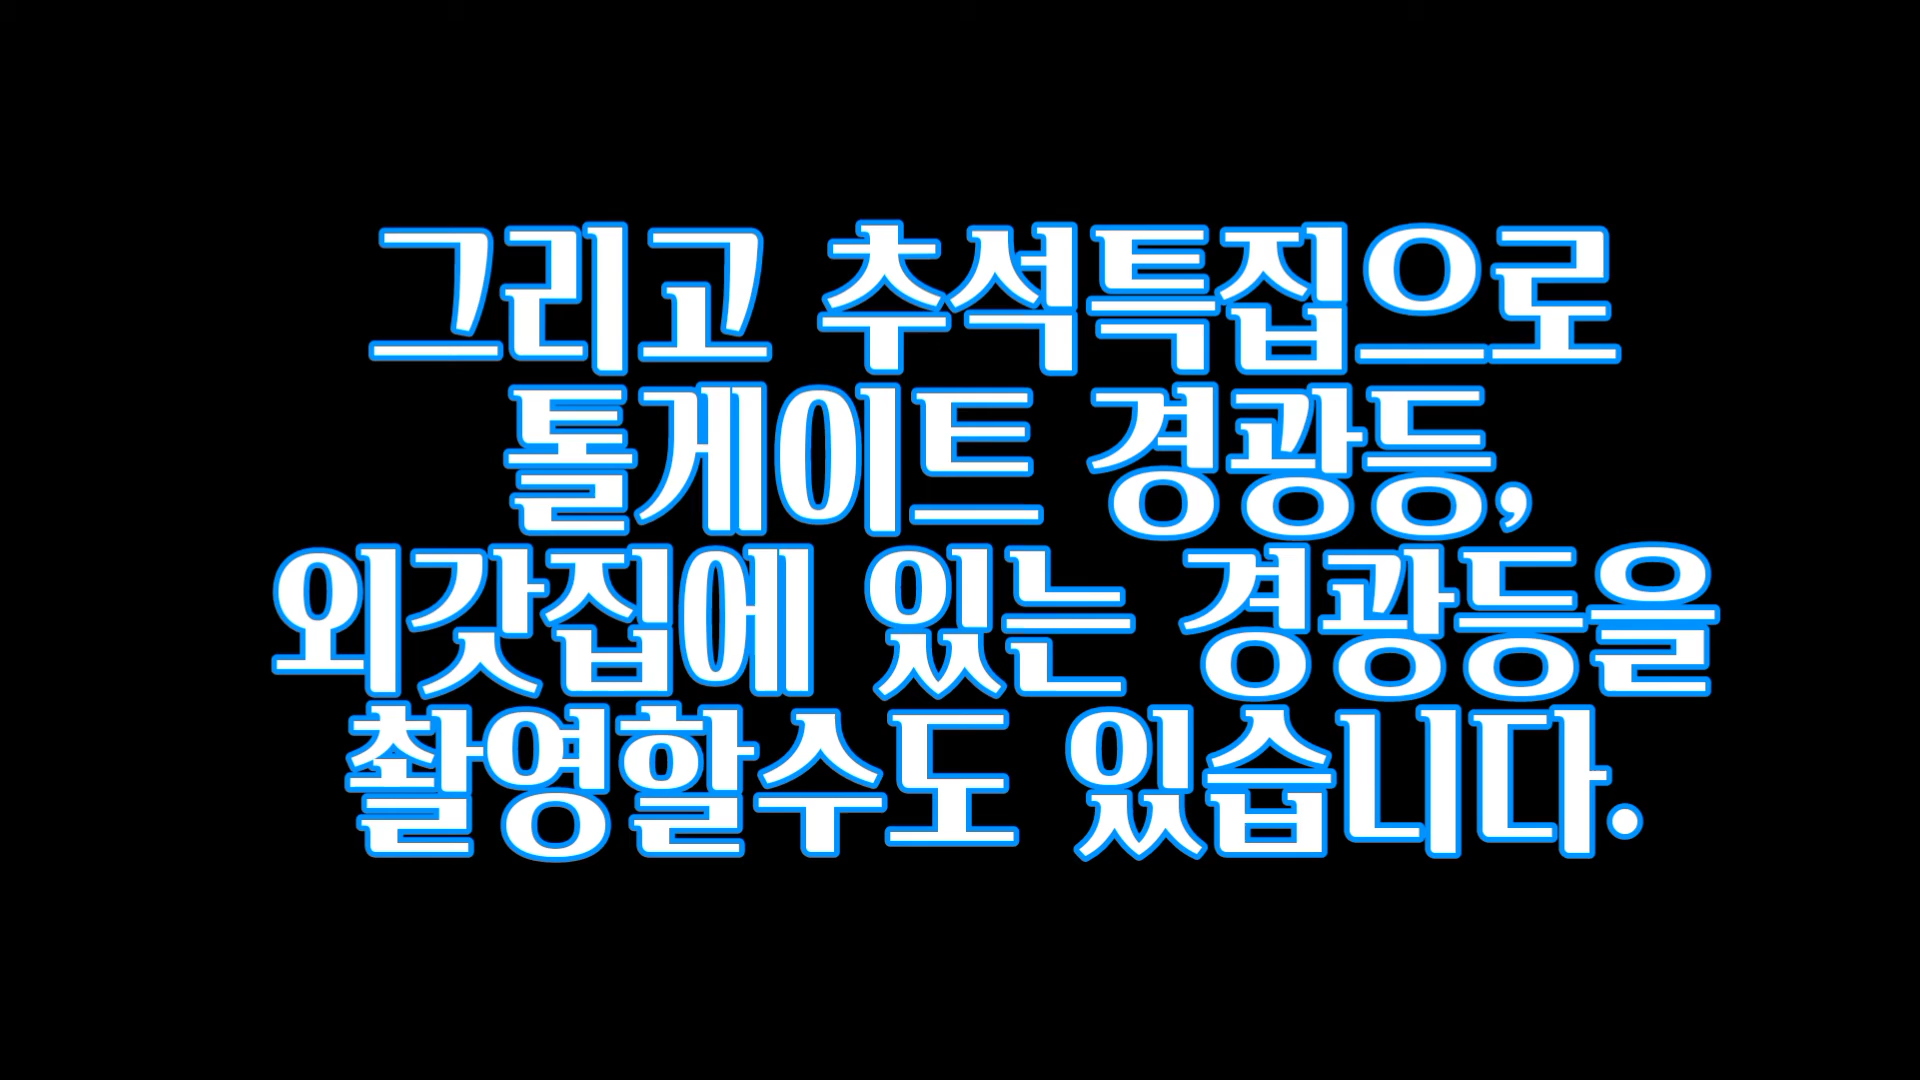 그리고 추석특집으로
톨게이트 경광등,
외갓집에 있는 경광등을
촬영할수도 있습니다.